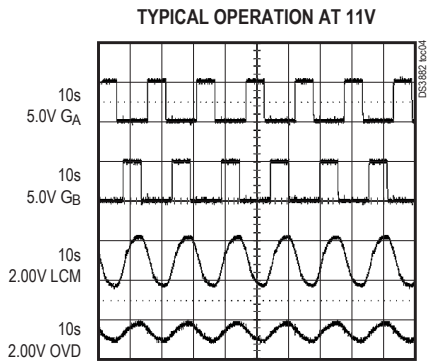 TYPICAL OPERATION AT 11V
DS3882 toc04
10s
5.0V GA
10s
5.0V GB
10s
2.00V LCM
10s
2.00V OVD